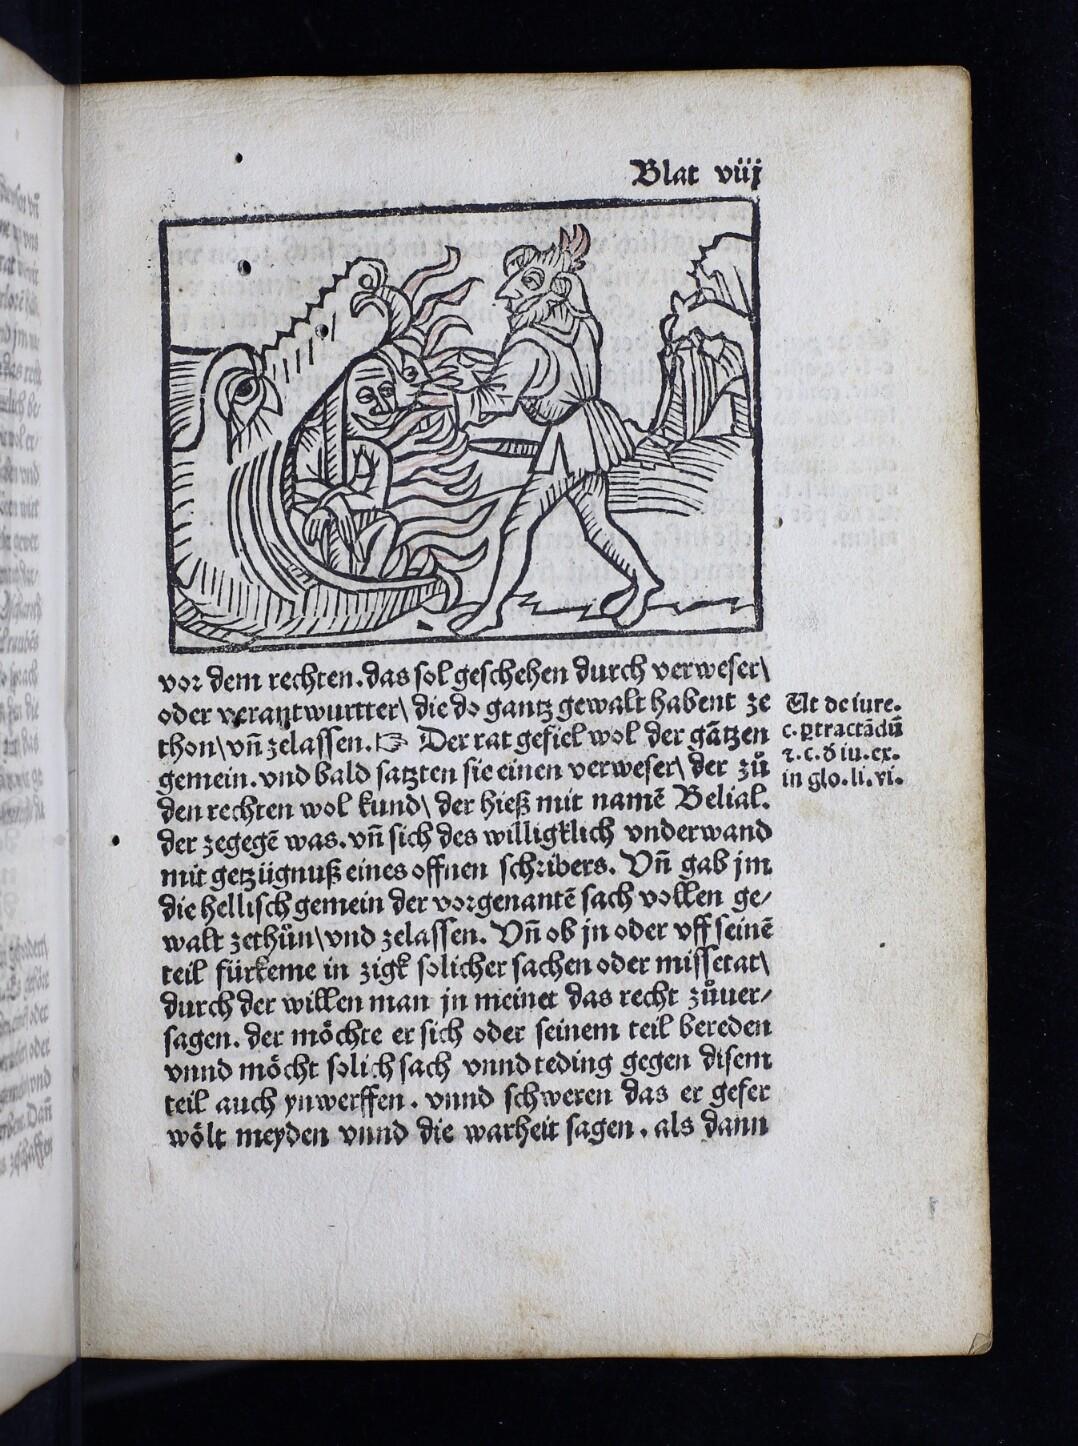 Blat viij
vor dem rechten.das sol geschehen durch verweser\
oder verantwurtter\ die do gantz gewalt habent ze
thon\vn̄ zelassen.☞ Der rat gefiel wol der gātzen
gemein.vnd bald satzten sie einen verweser\ der zů
den rechten wol kund\ der hieß mit namē Belial.
der zegegē was.vn̄ sich des willigklich vnderwand
mit getzügnuß eines offnen schribers. Vn̄ gab jm
die hellisch gemein der vorgenantē sach vollen ge/
walt zethůn\vnd zelassen. Vn̄ ob jn oder vff seinē
teil fürkeme in zigk solicher sachen oder missetat\
durch der willen man jn meinet das recht zůuer/
sagen. der möchte er sich oder seinem teil bereden
vnnd möcht solich sach vnnd teding gegen disem
teil auch ynwerffen. vnnd schweren das er gefer
wölt meyden vnnd die warheit sagen. als dann
Ut de iure.
c. ꝑtractādū
⁊.c.ð iu.ex.
in glo.li.vi.